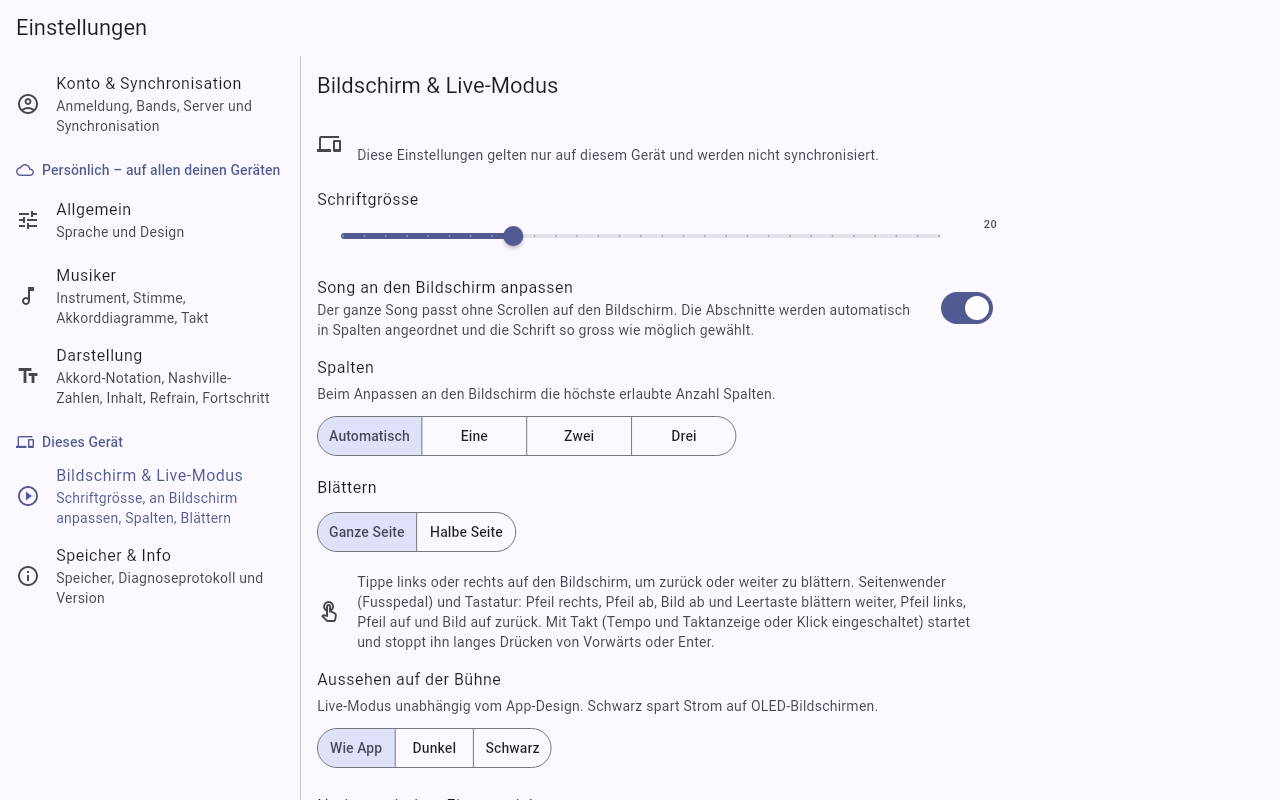 Einstellungen
Konto & Synchronisation
Anmeldung, Bands, Server und
Synchronisation
Persönlich – auf allen deinen Geräten
Allgemein
Sprache und Design
Musiker
Instrument, Stimme,
Akkorddiagramme, Takt
Darstellung
Akkord-Notation, Nashville-
Zahlen, Inhalt, Refrain, Fortschritt
Dieses Gerät
Bildschirm & Live-Modus
Schriftgrösse, an Bildschirm
anpassen, Spalten, Blättern
Speicher & Info
Speicher, Diagnoseprotokoll und
Version
Bildschirm & Live-Modus
Diese Einstellungen gelten nur auf diesem Gerät und werden nicht synchronisiert.
Schriftgrösse
20
Song an den Bildschirm anpassen
Der ganze Song passt ohne Scrollen auf den Bildschirm. Die Abschnitte werden automatisch
in Spalten angeordnet und die Schrift so gross wie möglich gewählt.
Spalten
Beim Anpassen an den Bildschirm die höchste erlaubte Anzahl Spalten.
Automatisch Eine Zwei Drei
Blättern
Ganze Seite Halbe Seite
Tippe links oder rechts auf den Bildschirm, um zurück oder weiter zu blättern. Seitenwender
(Fusspedal) und Tastatur: Pfeil rechts, Pfeil ab, Bild ab und Leertaste blättern weiter, Pfeil links,
Pfeil auf und Bild auf zurück. Mit Takt (Tempo und Taktanzeige oder Klick eingeschaltet) startet
und stoppt ihn langes Drücken von Vorwärts oder Enter.
Aussehen auf der Bühne
Live-Modus unabhängig vom App-Design. Schwarz spart Strom auf OLED-Bildschirmen.
Wie App Dunkel Schwarz